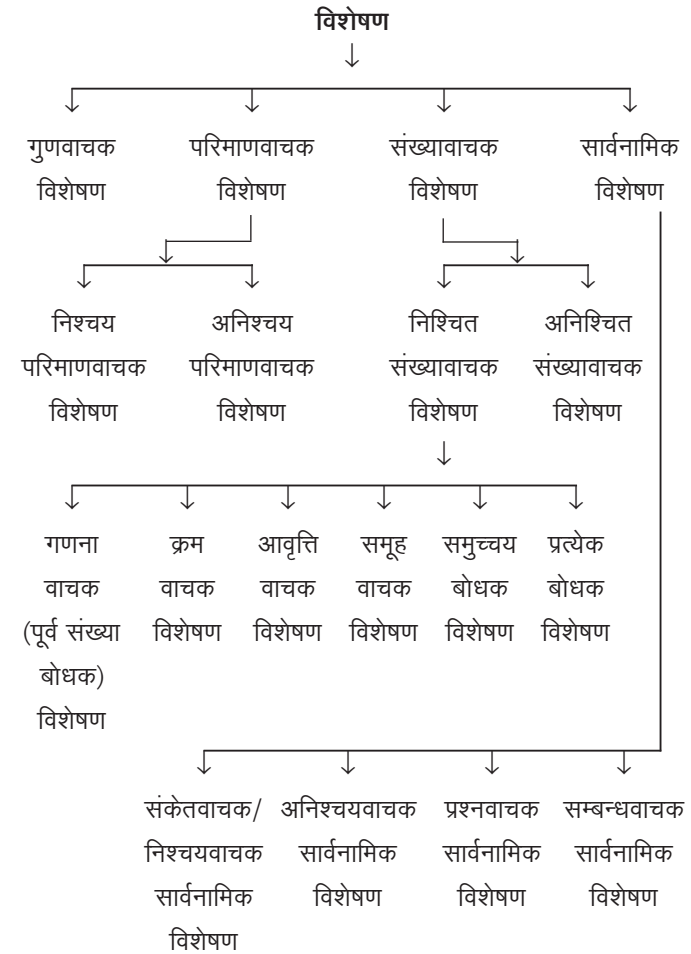 विशेषण
गुणवाचक परिमाणवाचक संख्यावाचक सार्वनामिक
विशेषण विशेषण विशेषण विशेषण
निश्चय अनिश्चय निश्चित अनिश्चित
परिमाणवाचक परिमाणवाचक संख्यावाचक संख्यावाचक
विशेषण विशेषण विशेषण विशेषण
गणना क्रम आवृत्ति समूह समुच्चय प्रत्येक
वाचक वाचक वाचक वाचक बोधक बोधक
(पूर्व संख्या विशेषण विशेषण विशेषण विशेषण विशेषण
बोधक)
विशेषण
संकेतवाचक/ अनिश्चयवाचक प्रश्नवाचक सम्बन्धवाचक
निश्चयवाचक सार्वनामिक सार्वनामिक सार्वनामिक
सार्वनामिक विशेषण विशेषण विशेषण
विशेषण